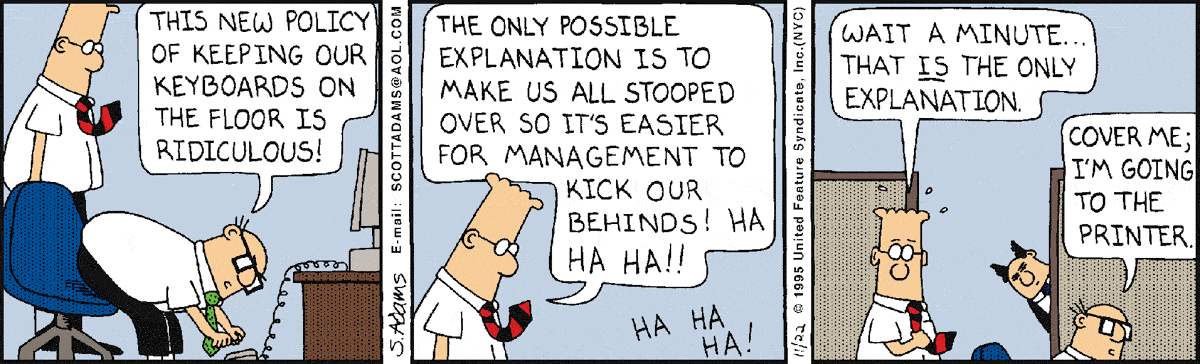 THIS NEW POLICY
OF KEEPING OUR
KEYBOARDS ON
THE FLOOR IS
RIDICULOUS!
S.Adams E-mail: SCOTTADAMS@AOL.COM
THE ONLY POSSIBLE
EXPLANATION IS TO
MAKE US ALL STOOPED
OVER SO IT'S EASIER
FOR MANAGEMENT TO
KICK OUR
BEHINDS! HA
HA HA!!
HA HA
HA!
11/22 © 1995 United Feature Syndicate, Inc.(NYC)
WAIT A MINUTE...
THAT IS THE ONLY
EXPLANATION.
COVER ME;
I'M GOING
TO THE
PRINTER.